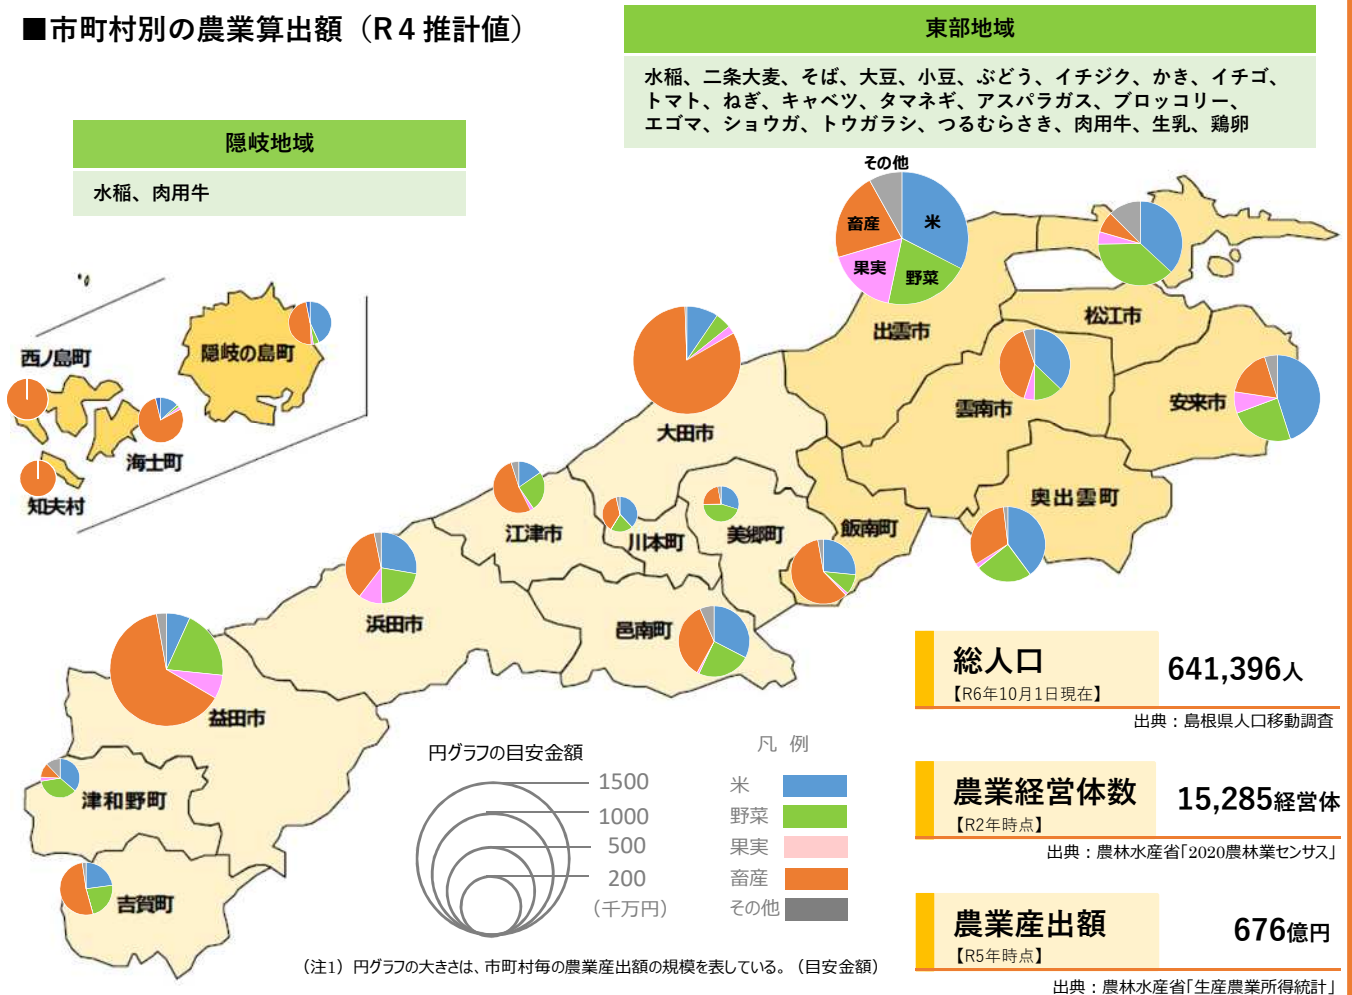 ■市町村別の農業算出額（R４推計値）
東部地域
水稲、二条大麦、そば、大豆、小豆、ぶどう、イチジク、かき、イチゴ、
トマト、ねぎ、キャベツ、タマネギ、アスパラガス、ブロッコリー、
エゴマ、ショウガ、トウガラシ、つるむらさき、肉用牛、生乳、鶏卵
隠岐地域
水稲、肉用牛
その他
畜産
米
果実
野菜
出雲市
松江市
西ノ島町
隠岐の島町
雲南市
安来市
大田市
海士町
知夫村
奥出雲町
江津市
川本町
美郷町
飯南町
浜田市
邑南町
益田市
津和野町
吉賀町
円グラフの目安金額
1500
1000
500
200
（千万円）
凡 例
米
野菜
果実
畜産
その他
（注1）円グラフの大きさは、市町村毎の農業産出額の規模を表している。（目安金額）
総人口
【R6年10月1日現在】
641,396人
出典：島根県人口移動調査
農業経営体数
【R2年時点】
15,285経営体
出典：農林水産省「2020農林業センサス」
農業産出額
【R5年時点】
676億円
出典：農林水産省「生産農業所得統計」